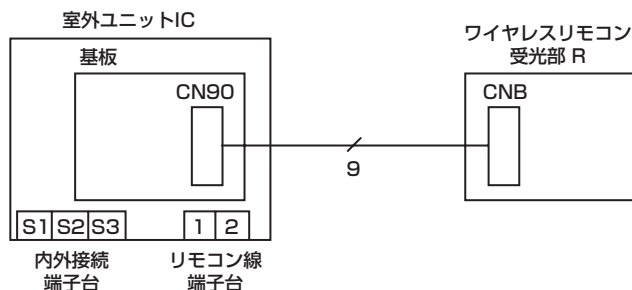 室外ユニットIC
基板
CN90
ワイヤレスリモコン
受光部 R
CNB
9
S1 S2 S3
1 2
内外接続
端子台
リモコン線
端子台